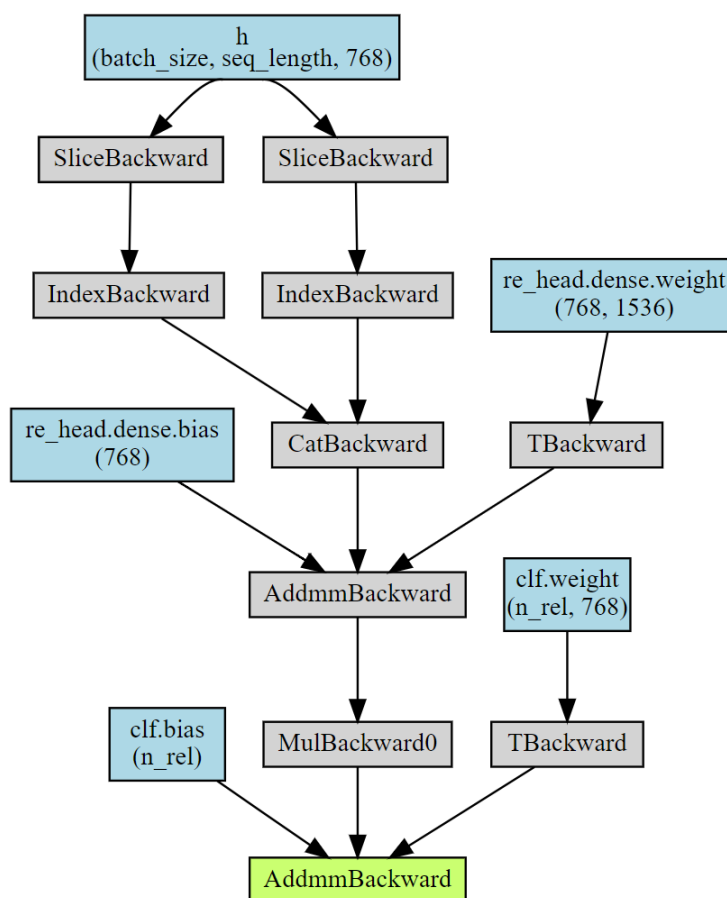 h
(batch_size, seq_length, 768)
SliceBackward
SliceBackward
IndexBackward
IndexBackward
re_head.dense.weight
(768, 1536)
re_head.dense.bias
(768)
CatBackward
TBackward
AddmmBackward
clf.weight
(n_rel, 768)
clf.bias
(n_rel)
MulBackward0
TBackward
AddmmBackward